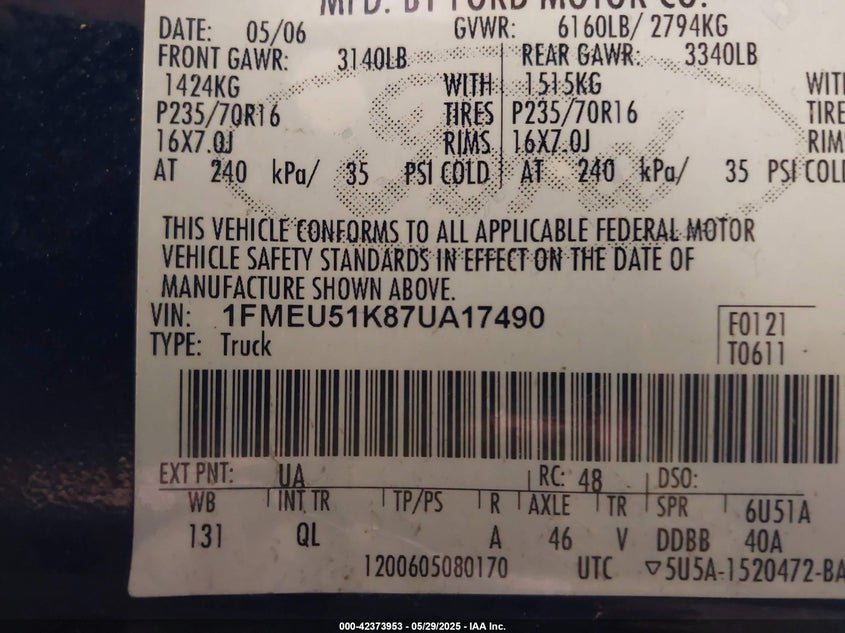 MFD. BY FORD MOTOR CO.
DATE: 05/06 GVWR: 6160LB/ 2794KG
FRONT GAWR: 3140LB REAR GAWR: 3340LB
1424KG WITH 1515KG WITH
P235/70R16 TIRES P235/70R16 TIRE
16X7.0J RIMS 16X7.0J RIM
AT 240 kPa/ 35 PSI COLD AT 240 kPa/ 35 PSI COLD
Ford
THIS VEHICLE CONFORMS TO ALL APPLICABLE FEDERAL MOTOR
VEHICLE SAFETY STANDARDS IN EFFECT ON THE DATE OF
MANUFACTURE SHOWN ABOVE.
VIN: 1FMEU51K87UA17490 F0121
TYPE: Truck T0611
EXT PNT: UA RC: 48 DSO:
WB INT TR TP/PS R AXLE TR SPR 6U51A
131 QL A 46 V DDBB 40A
1200605080170 UTC ▽5U5A-1520472-BA
000-42373953 - 05/29/2025 - IAA Inc.